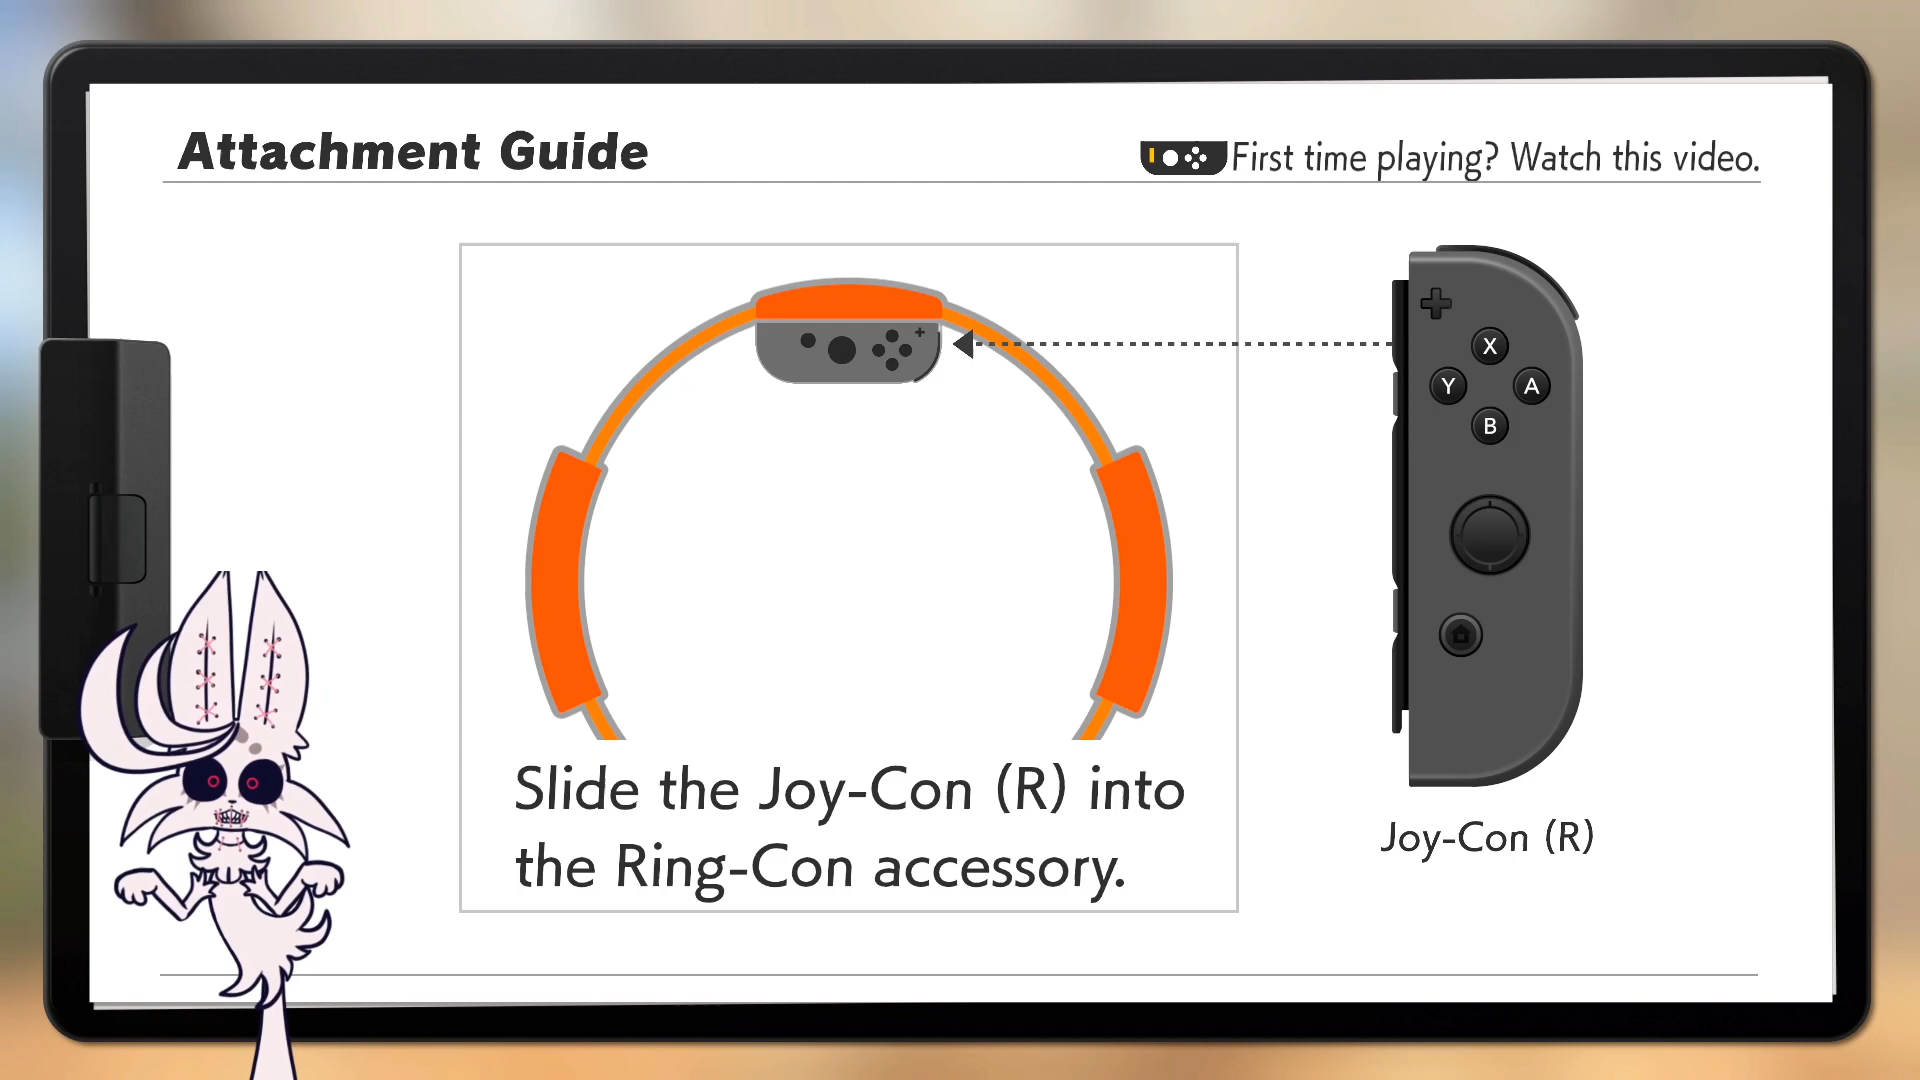 Attachment Guide
First time playing? Watch this video.
X
Y
A
B
Slide the Joy-Con (R) into
the Ring-Con accessory.
Joy-Con (R)